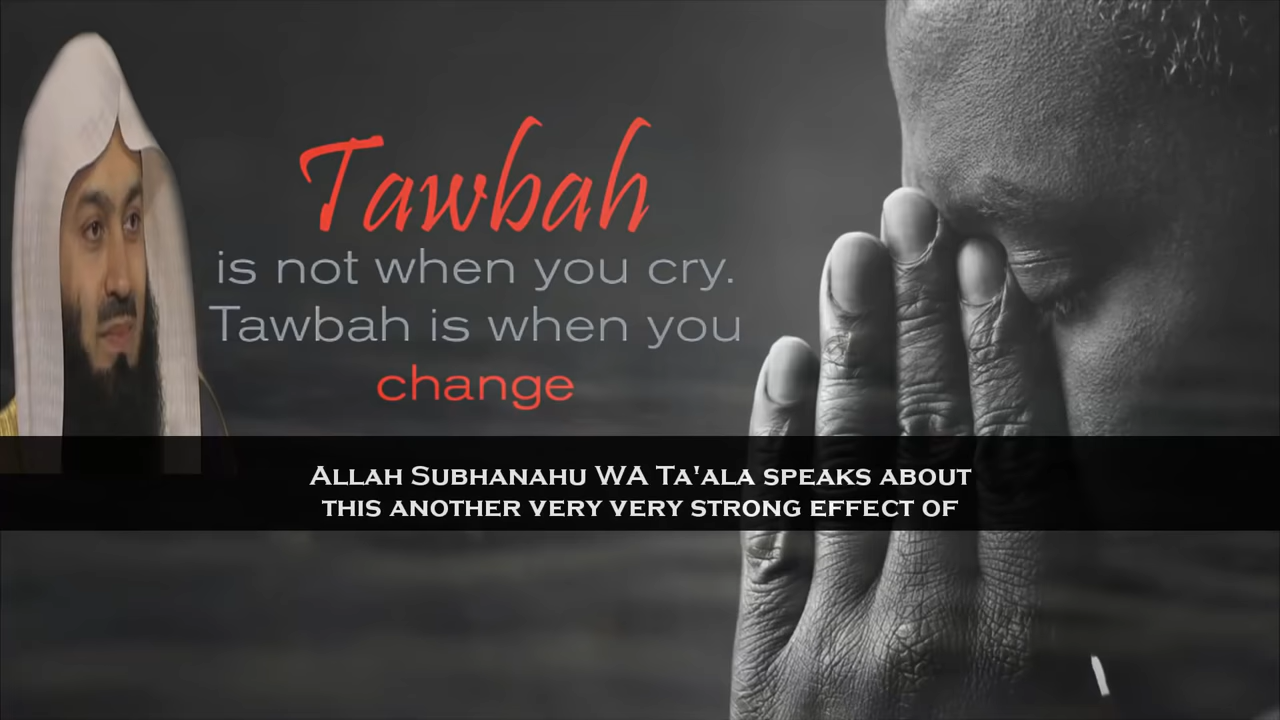 Tawbah
is not when you cry.
Tawbah is when you
change
ALLAH SUBHANAHU WA TA'ALA SPEAKS ABOUT
THIS ANOTHER VERY VERY STRONG EFFECT OF